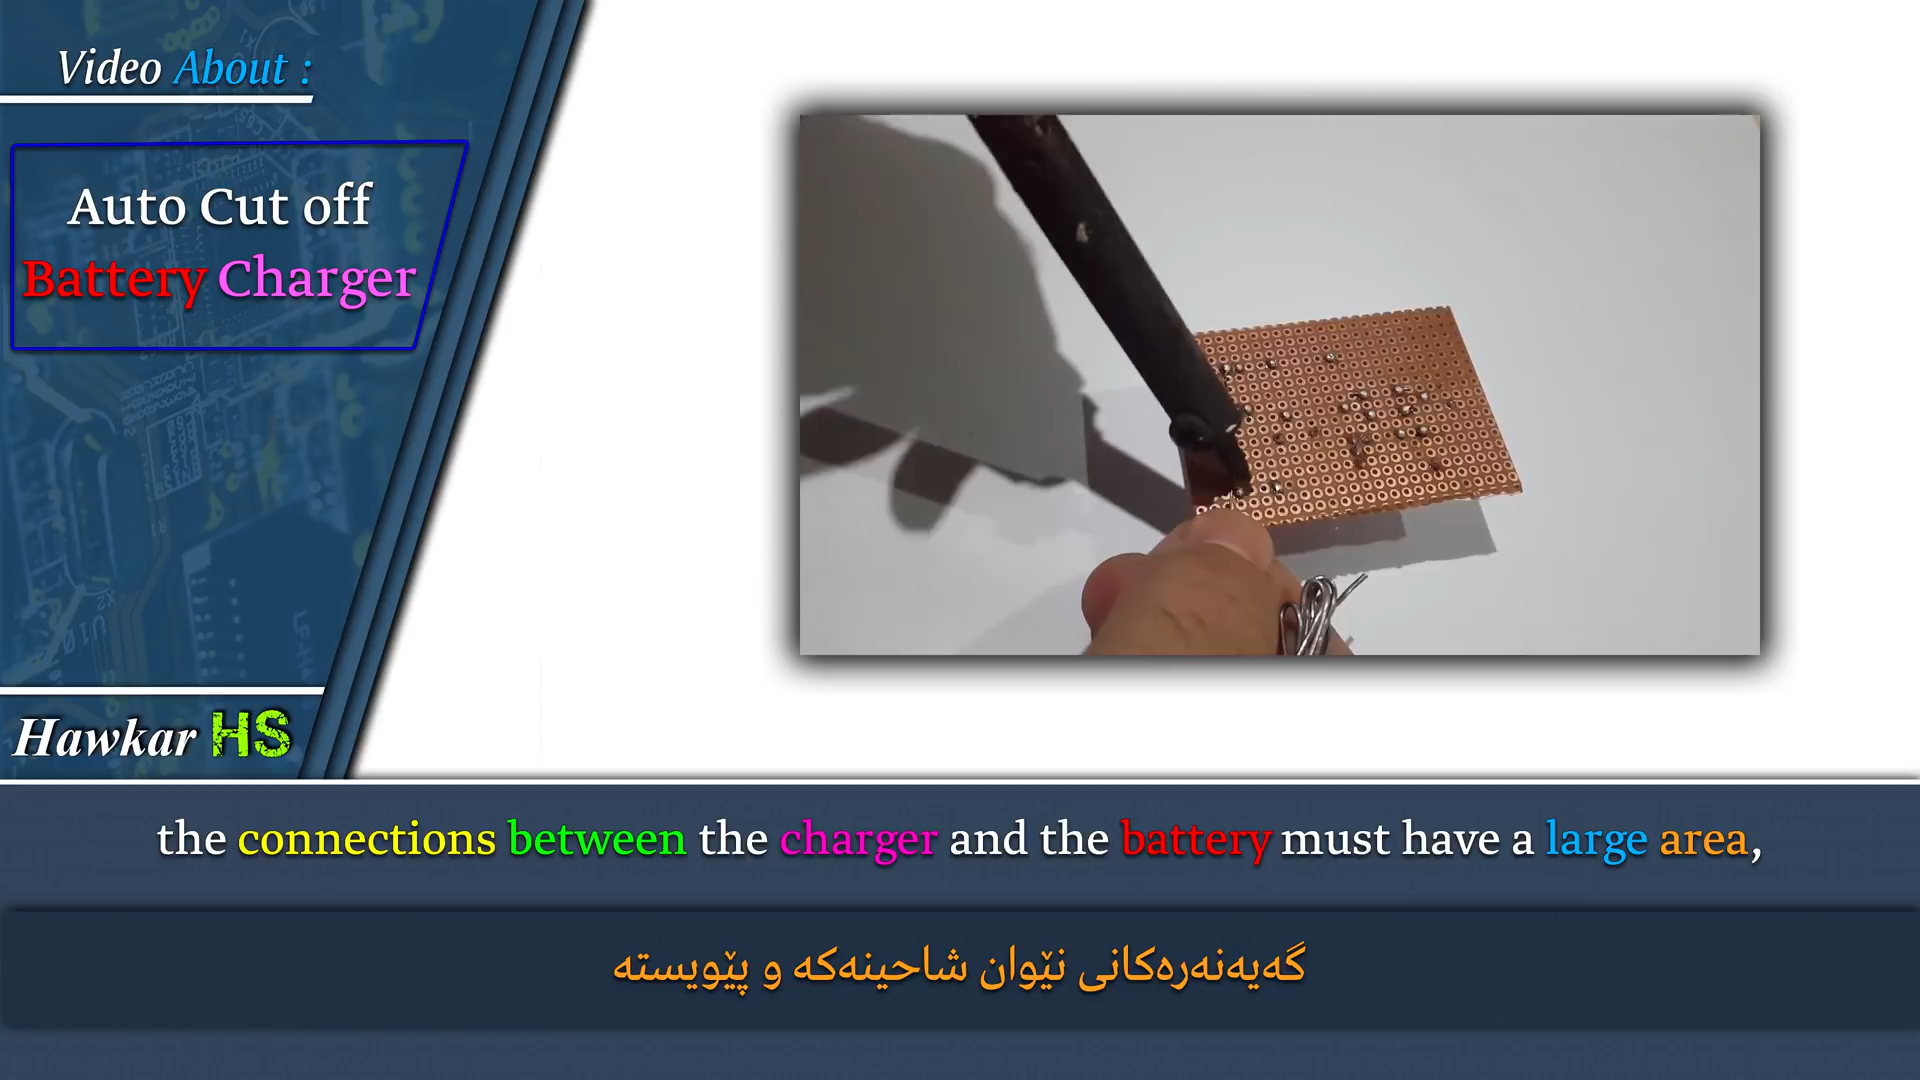 Video About :
Auto Cut off
Battery Charger
Hawkar HS
the connections between the charger and the battery must have a large area,
گەیەنەرەکانی نێوان شاحینەکە و پێویستە